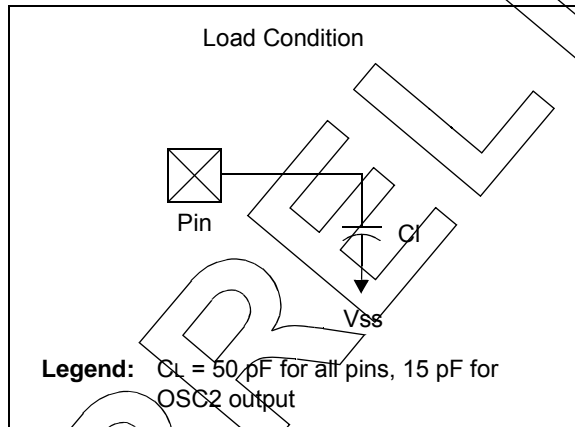 Load Condition
Pin
Cl
Vss
Legend: CL = 50 pF for all pins, 15 pF for
OSC2 output